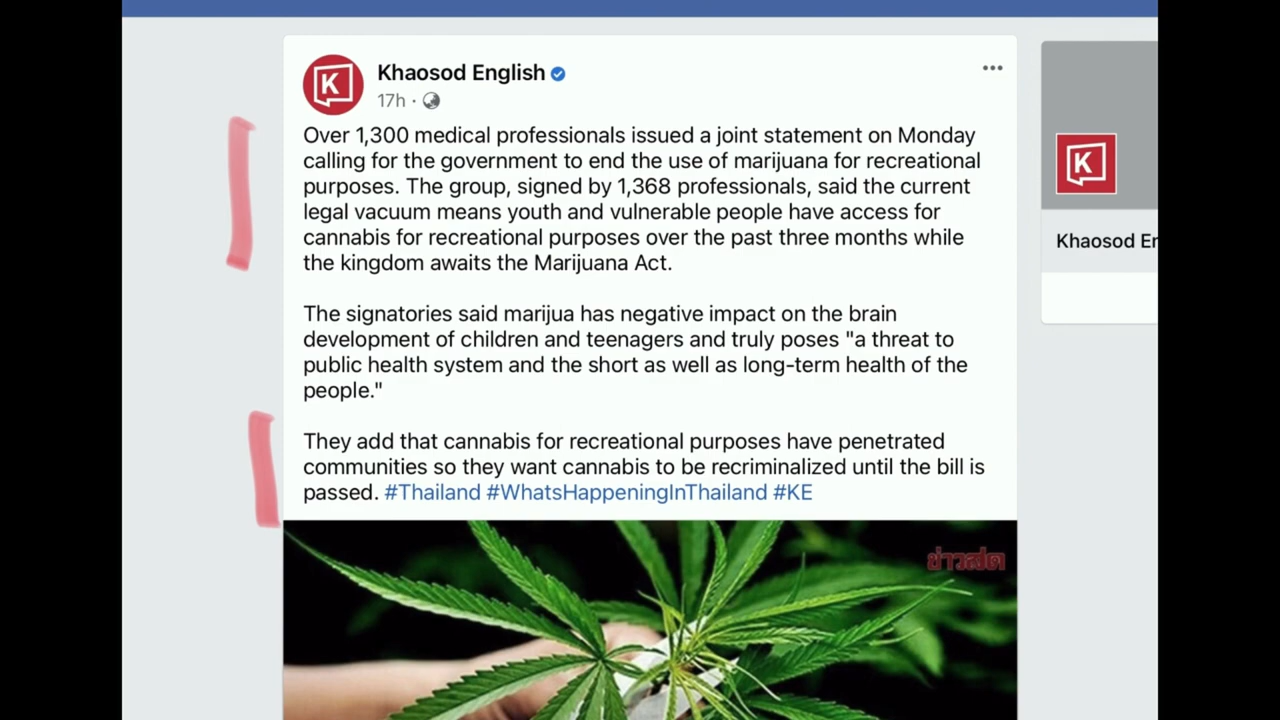 Khaosod English
17h ·
Over 1,300 medical professionals issued a joint statement on Monday
calling for the government to end the use of marijuana for recreational
purposes. The group, signed by 1,368 professionals, said the current
legal vacuum means youth and vulnerable people have access for
cannabis for recreational purposes over the past three months while
the kingdom awaits the Marijuana Act.
The signatories said marijua has negative impact on the brain
development of children and teenagers and truly poses "a threat to
public health system and the short as well as long-term health of the
people."
They add that cannabis for recreational purposes have penetrated
communities so they want cannabis to be recriminalized until the bill is
passed. #Thailand #WhatsHappeningInThailand #KE
ข่าวสด
K
K
Khaosod Er